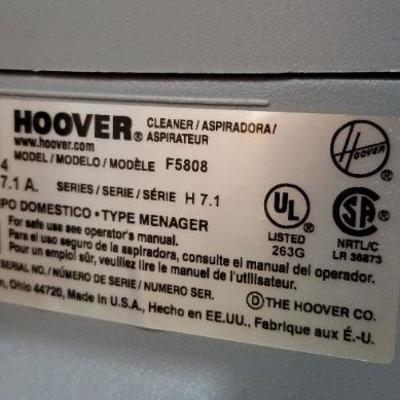 HOOVER® CLEANER/ASPIRADORA/
ASPIRATEUR
www.hoover.com
MODEL/MODELO/MODÈLE F5808
4
7.1 A. SERIES/SERIE/SÉRIE H 7.1
PO DOMESTICO • TYPE MENAGER
For safe use see operator's manual.
Para el uso seguro de la aspiradora, consulte el manual del operador.
Pour un emploi sûr, veuillez lire le manuel de l'utilisateur.
SERIAL NO./NÚMERO DE SERIE/NUMÉRO SER. Ⓓ THE HOOVER CO.
n, Ohio 44720, Made in U.S.A., Hecho en EE.UU., Fabrique aux É.-U.
Hoover ®
UL ®
LISTED
263G
SA ®
NRTL/C
LR 36873